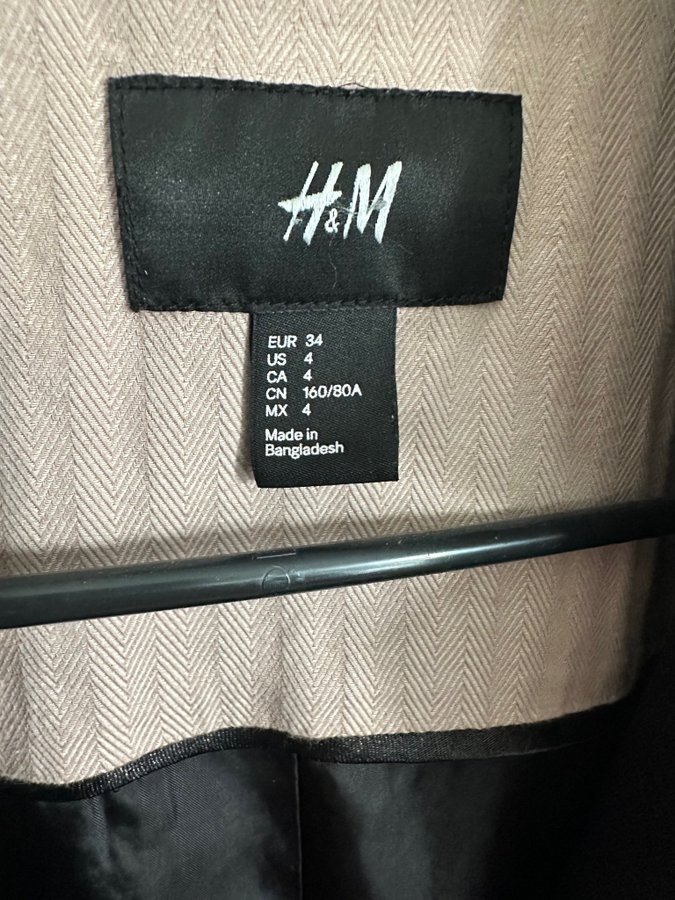 H&M
EUR 34
US 4
CA 4
CN 160/80A
MX 4
Made in
Bangladesh